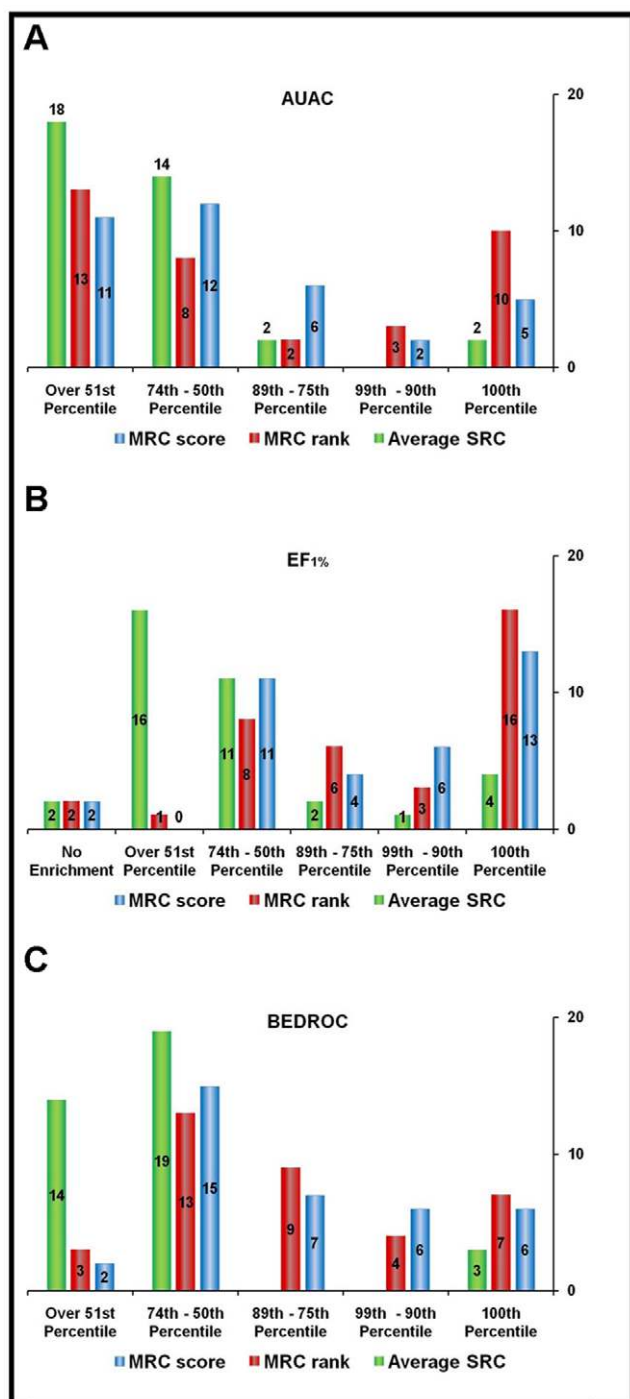 A
AUAC
20
18
14
13
11
8
12
2
2
6
3
2
2
10
5
10
0
Over 51st Percentile
74th - 50th Percentile
89th - 75th Percentile
99th - 90th Percentile
100th Percentile
MRC score MRC rank Average SRC
B
EF1%
20
10
0
2
2
2
16
1
0
11
8
11
2
6
4
1
3
6
4
16
13
No Enrichment
Over 51st Percentile
74th - 50th Percentile
89th - 75th Percentile
99th - 90th Percentile
100th Percentile
MRC score MRC rank Average SRC
C
BEDROC
20
10
0
14
3
2
19
13
15
9
7
4
6
3
7
6
Over 51st Percentile
74th - 50th Percentile
89th - 75th Percentile
99th - 90th Percentile
100th Percentile
MRC score MRC rank Average SRC